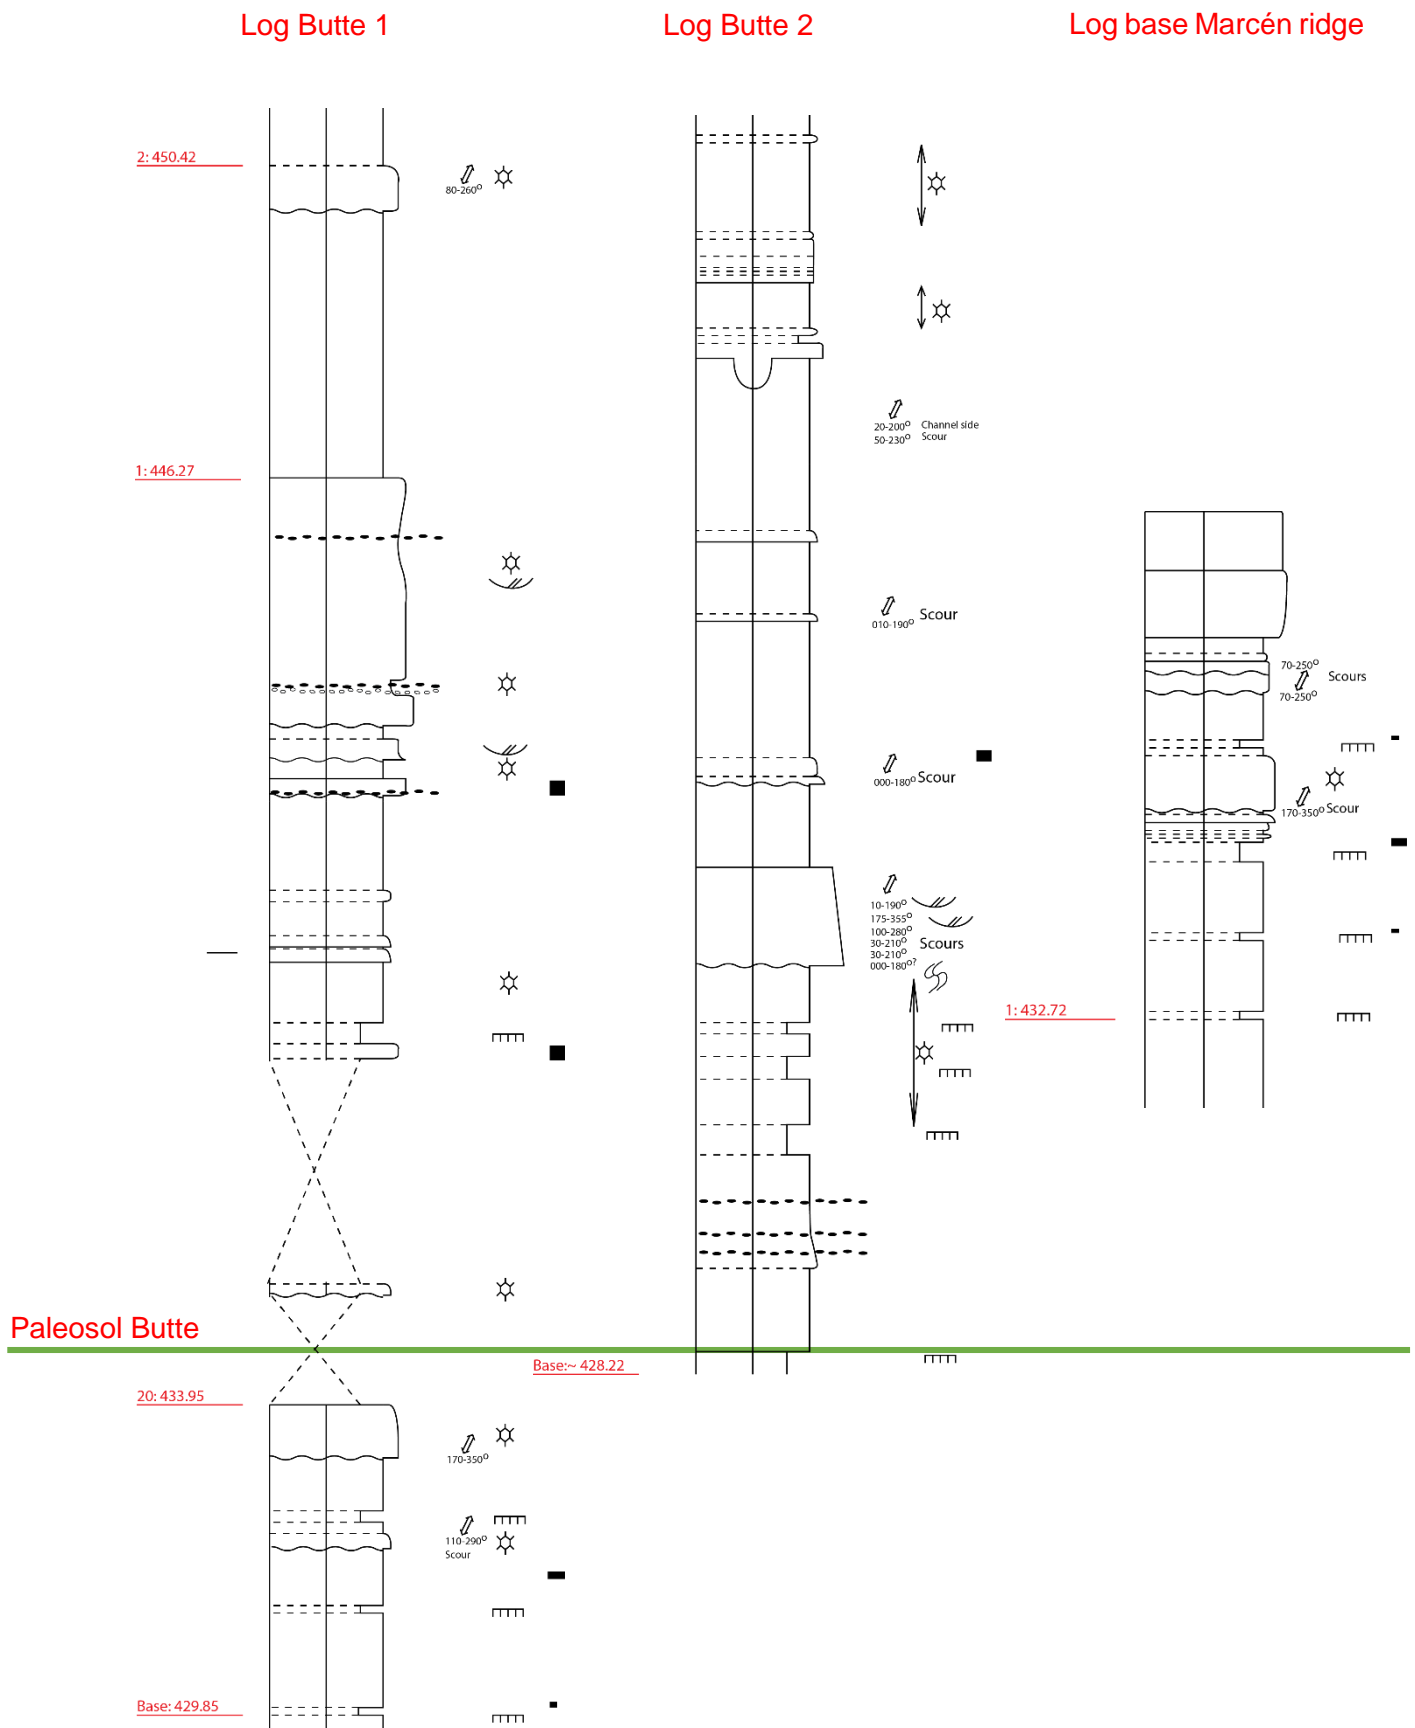 Log Butte 1
Log Butte 2
Log base Marcén ridge
2: 450.42
80-260°
1: 446.27
20-200° Channel side
50-230° Scour
010-190° Scour
70-250°
Scours
70-250°
000-180° Scour
170-350° Scour
10-190°
175-355°
100-280°
30-210° Scours
30-210°
000-180°?
1: 432.72
Paleosol Butte
Base:~ 428.22
20: 433.95
170-350°
110-290°
Scour
Base: 429.85